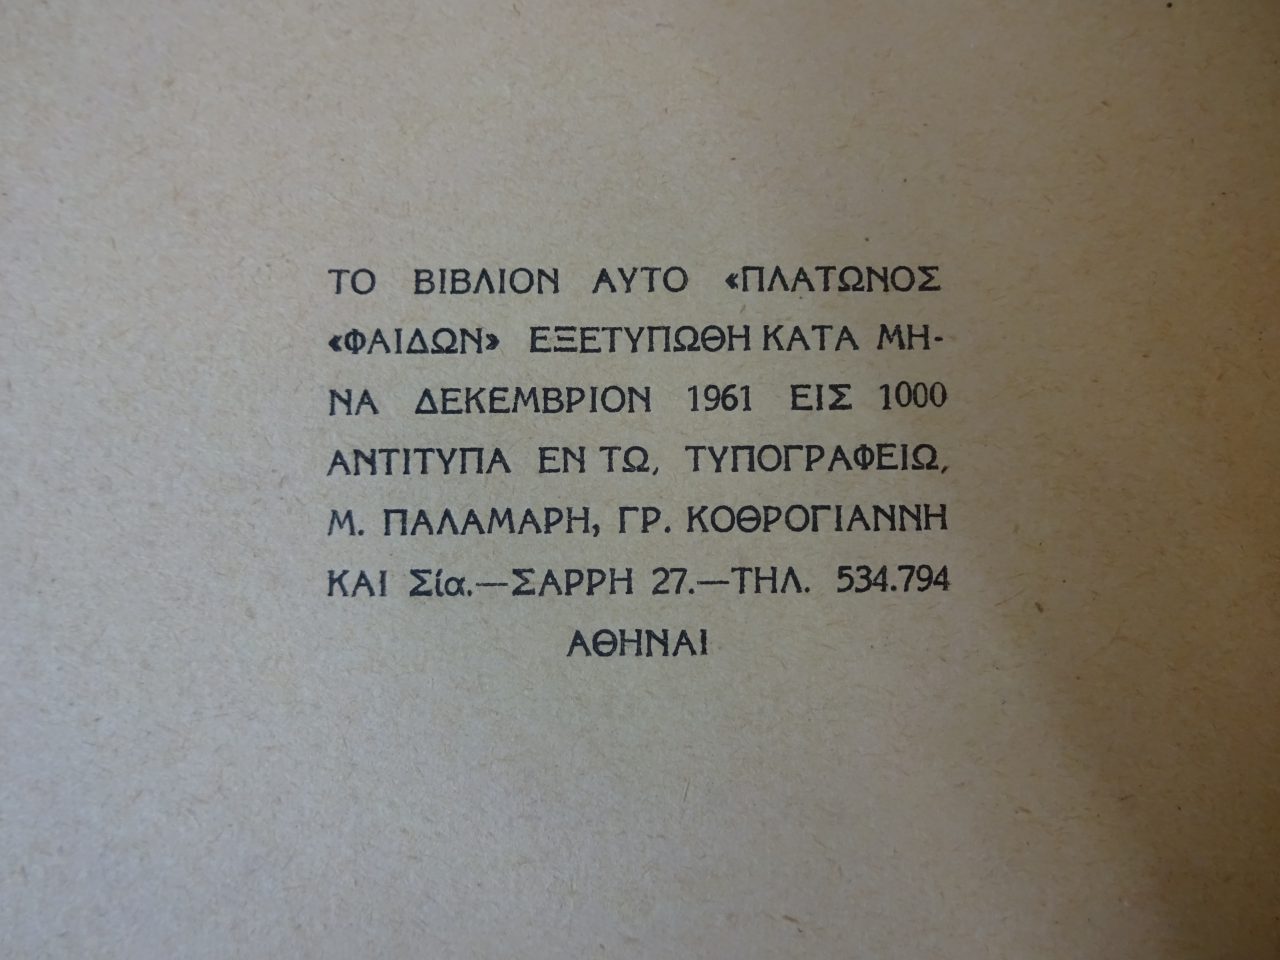 ΤΟ ΒΙΒΛΙΟΝ ΑΥΤΟ «ΠΛΑΤΩΝΟΣ
«ΦΑΙΔΩΝ» ΕΞΕΤΥΠΩΘΗ ΚΑΤΑ ΜΗ-
ΝΑ ΔΕΚΕΜΒΡΙΟΝ 1961 ΕΙΣ 1000
ΑΝΤΙΤΥΠΑ ΕΝ ΤΩ, ΤΥΠΟΓΡΑΦΕΙΩ,
Μ. ΠΑΛΑΜΑΡΗ, ΓΡ. ΚΟΘΡΟΓΙΑΝΝΗ
ΚΑΙ Σία.—ΣΑΡΡΗ 27.—ΤΗΛ. 534.794
ΑΘΗΝΑΙ